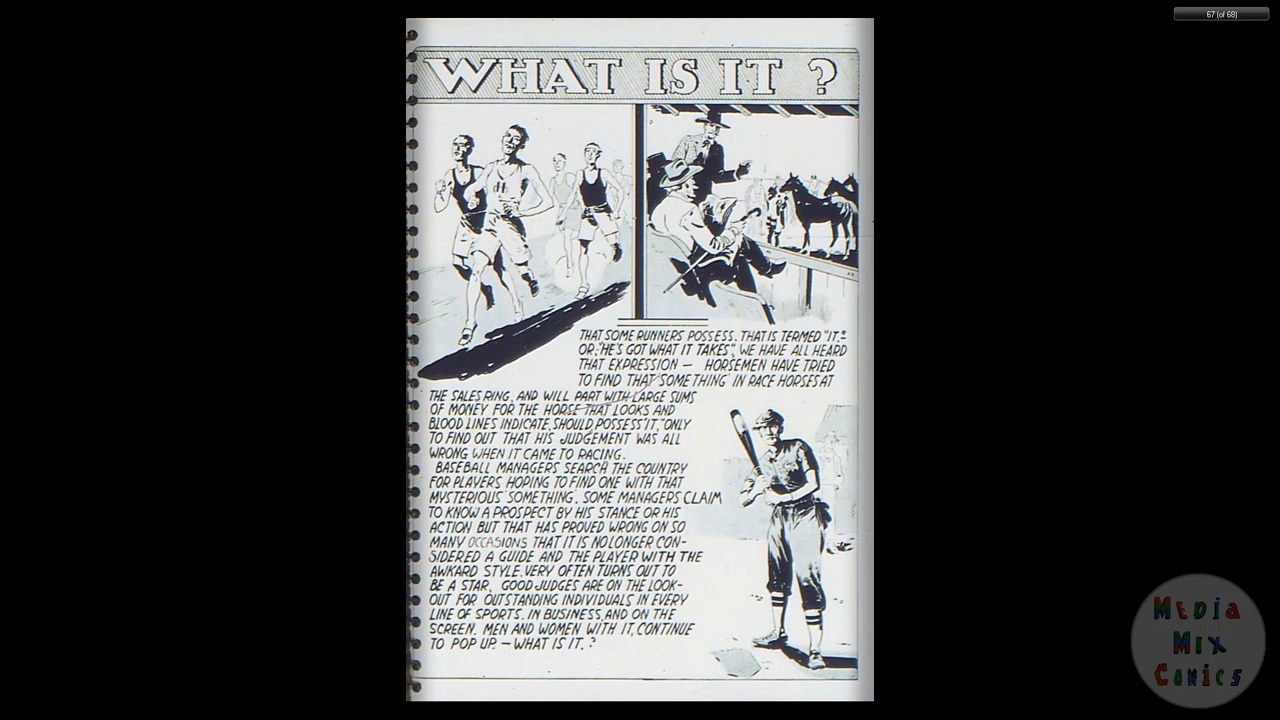 67 (of 68)
WHAT IS IT ?
THAT SOME RUNNERS POSSESS. THAT IS TERMED "IT."
OR, "HE'S GOT WHAT IT TAKES", WE HAVE ALL HEARD
THAT EXPRESSION — HORSEMEN HAVE TRIED
TO FIND THAT "SOMETHING" IN RACE HORSES AT
THE SALES RING, AND WILL PART WITH LARGE SUMS
OF MONEY FOR THE HORSE THAT LOOKS AND
BLOOD LINES INDICATE, SHOULD POSSESS "IT," ONLY
TO FIND OUT THAT HIS JUDGEMENT WAS ALL
WRONG WHEN IT CAME TO RACING.
BASEBALL MANAGERS SEARCH THE COUNTRY
FOR PLAYERS HOPING TO FIND ONE WITH THAT
MYSTERIOUS "SOMETHING". SOME MANAGERS CLAIM
TO KNOW A PROSPECT BY HIS STANCE OR HIS
ACTION BUT THAT HAS PROVED WRONG ON SO
MANY OCCASIONS THAT IT IS NO LONGER CON-
SIDERED A GUIDE AND THE PLAYER WITH THE
AWKARD STYLE, VERY OFTEN TURNS OUT TO
BE A STAR, GOOD JUDGES ARE ON THE LOOK-
OUT FOR OUTSTANDING INDIVIDUALS IN EVERY
LINE OF SPORTS, IN BUSINESS, AND ON THE
SCREEN. MEN AND WOMEN WITH IT, CONTINUE
TO POP UP. — WHAT IS IT. ?
MEDIA
MIX
COMICS